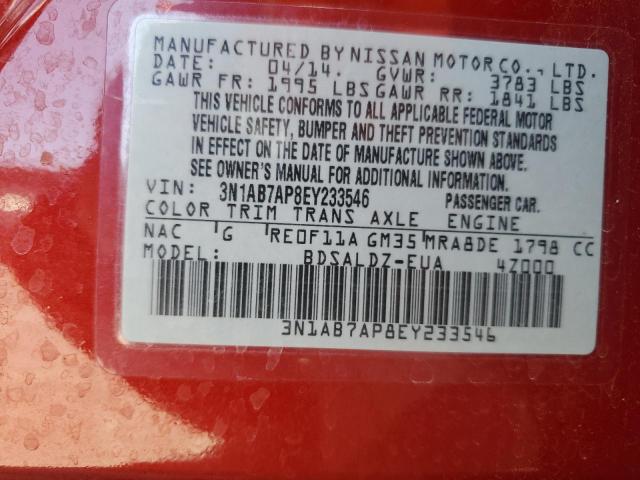 MANUFACTURED BY NISSAN MOTOR CO., LTD.
DATE: 04/14. GVWR: 3783 LBS
GAWR FR: 1995 LBS GAWR RR: 1841 LBS
THIS VEHICLE CONFORMS TO ALL APPLICABLE FEDERAL MOTOR
VEHICLE SAFETY, BUMPER AND THEFT PREVENTION STANDARDS
IN EFFECT ON THE DATE OF MANUFACTURE SHOWN ABOVE.
SEE OWNER'S MANUAL FOR ADDITIONAL INFORMATION.
VIN: 3N1AB7AP8EY233546 PASSENGER CAR.
COLOR TRIM TRANS AXLE ENGINE
NAC G RE0F11A GM35 MRA8DE 1798 CC
MODEL: BDSALDZ-EUA 4Z000
3N1AB7AP8EY233546